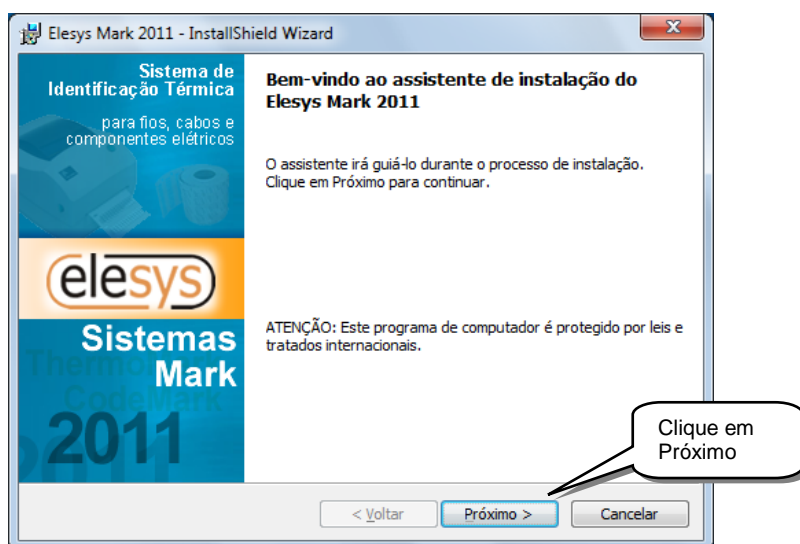 Elesys Mark 2011 - InstallShield Wizard
Sistema de
Identificação Térmica
para fios, cabos e
componentes elétricos
elesys
Sistemas
Mark
ThermoMark
CodeMark
2011
2011
Bem-vindo ao assistente de instalação do
Elesys Mark 2011
O assistente irá guiá-lo durante o processo de instalação.
Clique em Próximo para continuar.
ATENÇÃO: Este programa de computador é protegido por leis e
tratados internacionais.
Clique em
Próximo
< Voltar Próximo > Cancelar